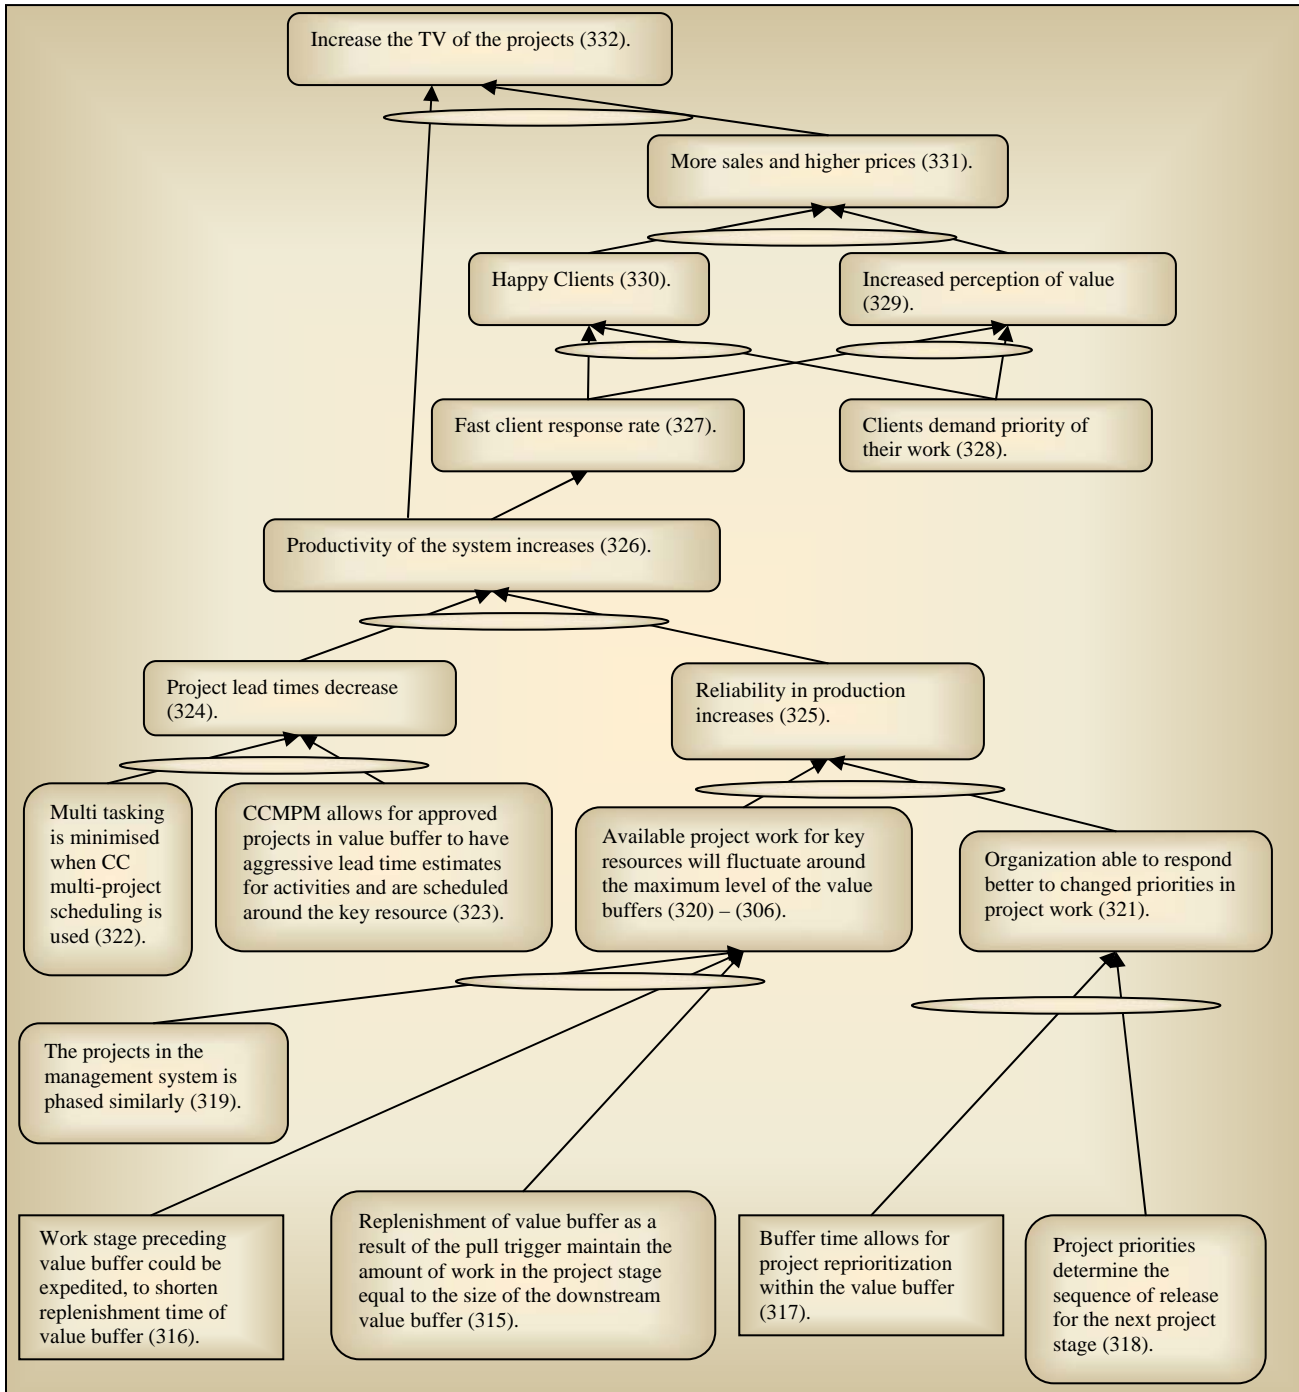 Increase the TV of the projects (332).
More sales and higher prices (331).
Happy Clients (330).
Increased perception of value
(329).
Fast client response rate (327).
Clients demand priority of
their work (328).
Productivity of the system increases (326).
Project lead times decrease
(324).
Reliability in production
increases (325).
Multi tasking
is minimised
when CC
multi-project
scheduling is
used (322).
CCMPM allows for approved
projects in value buffer to have
aggressive lead time estimates
for activities and are scheduled
around the key resource (323).
Available project work for key
resources will fluctuate around
the maximum level of the value
buffers (320) – (306).
Organization able to respond
better to changed priorities in
project work (321).
The projects in the
management system is
phased similarly (319).
Work stage preceding
value buffer could be
expedited, to shorten
replenishment time of
value buffer (316).
Replenishment of value buffer as a
result of the pull trigger maintain the
amount of work in the project stage
equal to the size of the downstream
value buffer (315).
Buffer time allows for
project reprioritization
within the value buffer
(317).
Project priorities
determine the
sequence of release
for the next project
stage (318).